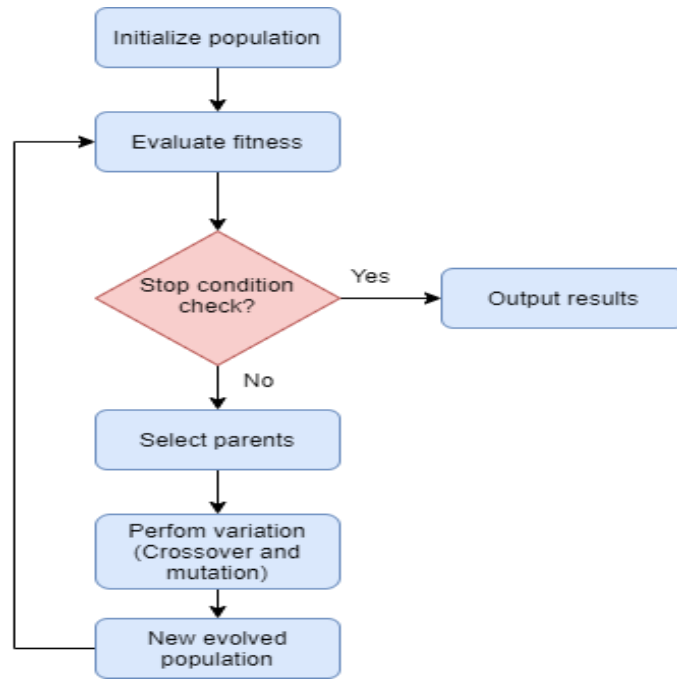 Initialize population
Evaluate fitness
Stop condition
check?
Yes
Output results
No
Select parents
Perfom variation
(Crossover and
mutation)
New evolved
population